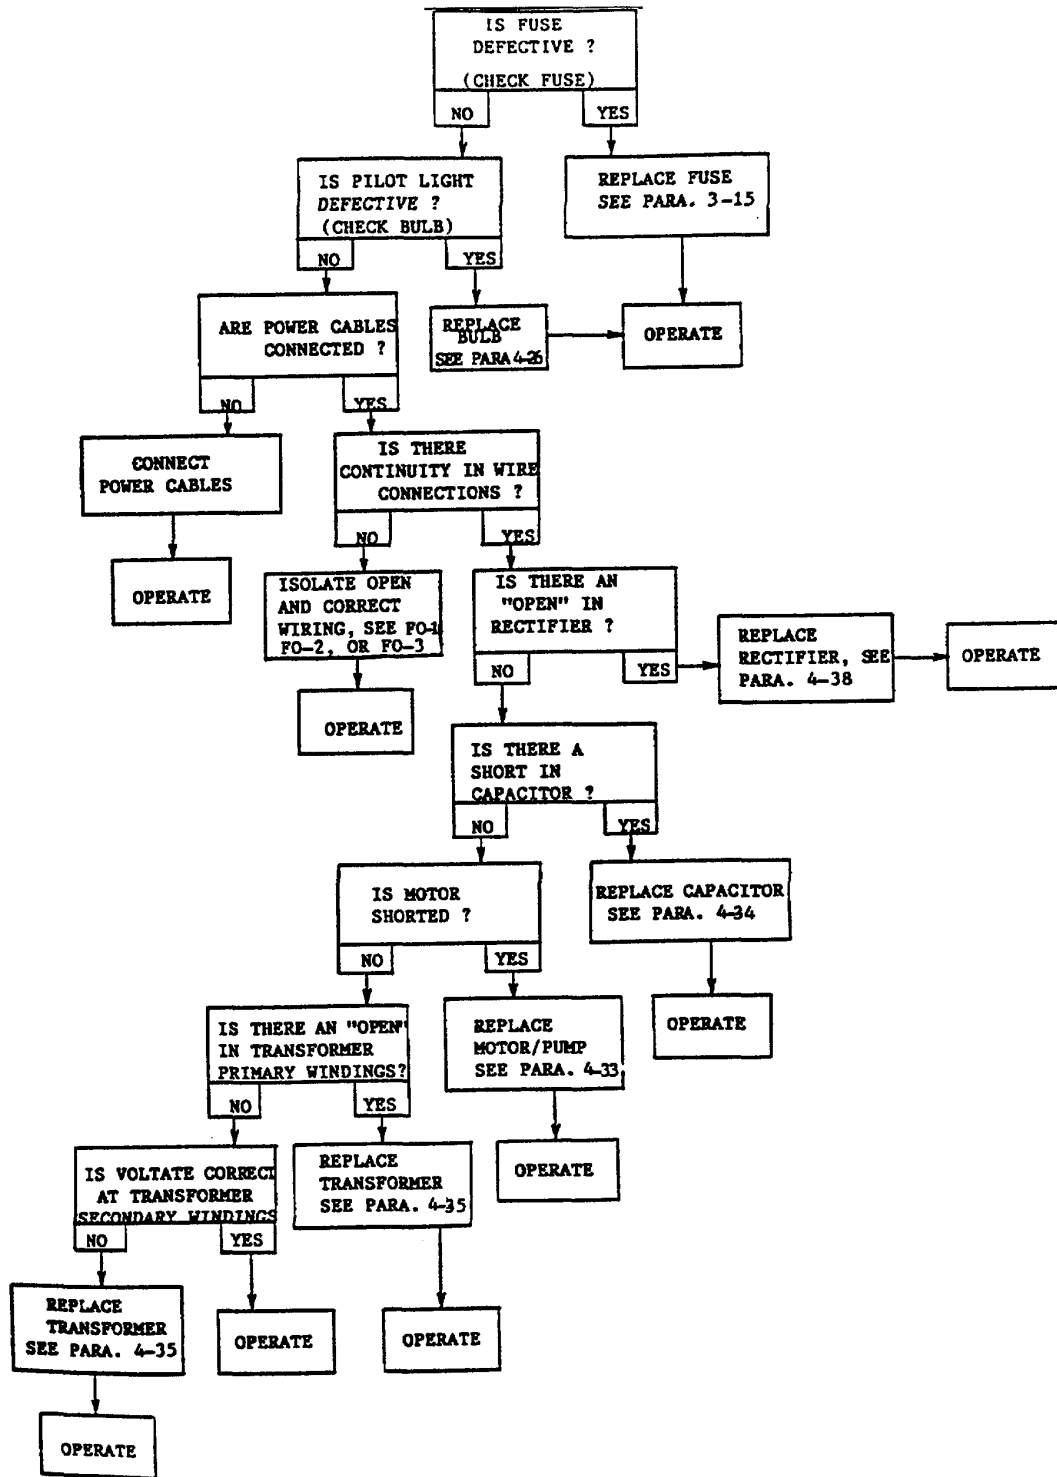 IS FUSE
DEFECTIVE ?
(CHECK FUSE)
NO
YES
IS PILOT LIGHT
DEFECTIVE ?
(CHECK BULB)
NO
YES
REPLACE FUSE
SEE PARA. 3-15
ARE POWER CABLES
CONNECTED ?
NO
YES
REPLACE
BULB
SEE PARA 4-26
OPERATE
CONNECT
POWER CABLES
IS THERE
CONTINUITY IN WIRE
CONNECTIONS ?
NO
YES
OPERATE
ISOLATE OPEN
AND CORRECT
WIRING, SEE FO-1
FO-2, OR FO-3
IS THERE AN
"OPEN" IN
RECTIFIER ?
NO
YES
REPLACE
RECTIFIER, SEE
PARA. 4-38
OPERATE
OPERATE
IS THERE A
SHORT IN
CAPACITOR ?
NO
YES
IS MOTOR
SHORTED ?
NO
YES
REPLACE CAPACITOR
SEE PARA. 4-34
OPERATE
IS THERE AN "OPEN"
IN TRANSFORMER
PRIMARY WINDINGS?
NO
YES
REPLACE
MOTOR/PUMP
SEE PARA. 4-33
OPERATE
IS VOLTATE CORRECT
AT TRANSFORMER
SECONDARY WINDINGS
NO
YES
REPLACE
TRANSFORMER
SEE PARA. 4-35
REPLACE
TRANSFORMER
SEE PARA. 4-35
OPERATE
OPERATE
OPERATE